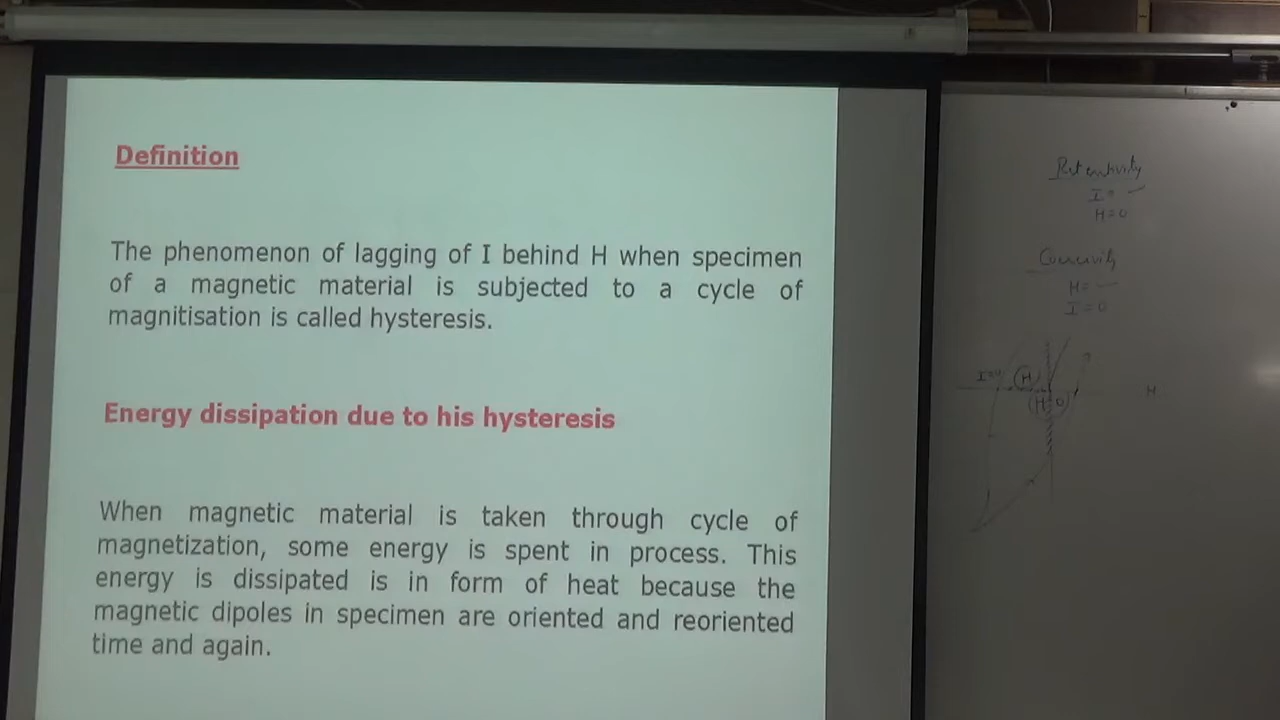 Definition
The phenomenon of lagging of I behind H when specimen
of a magnetic material is subjected to a cycle of
magnitisation is called hysteresis.
Energy dissipation due to his hysteresis
When magnetic material is taken through cycle of
magnetization, some energy is spent in process. This
energy is dissipated is in form of heat because the
magnetic dipoles in specimen are oriented and reoriented
time and again.
Retentivity
I=
H=0
Coercivity
H=
I=0
H
H